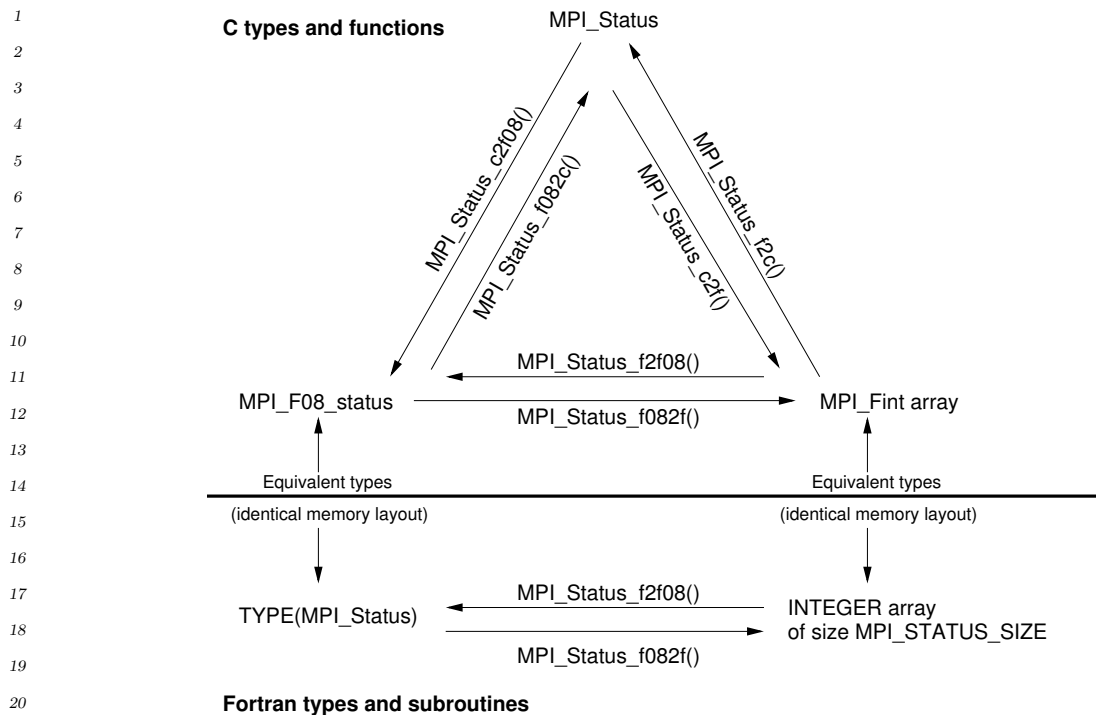 1
C types and functions
MPI_Status
2
3
4
5
6
7
8
9
10
11
12
13
14
15
16
17
18
19
20
MPI_Status_c2f08()
MPI_Status_f082c()
MPI_Status_c2f()
MPI_Status_f2c()
MPI_Status_f2f08()
MPI_F08_status
MPI_Fint array
MPI_Status_f082f()
Equivalent types
Equivalent types
(identical memory layout)
(identical memory layout)
MPI_Status_f2f08()
TYPE(MPI_Status)
INTEGER array
of size MPI_STATUS_SIZE
MPI_Status_f082f()
Fortran types and subroutines